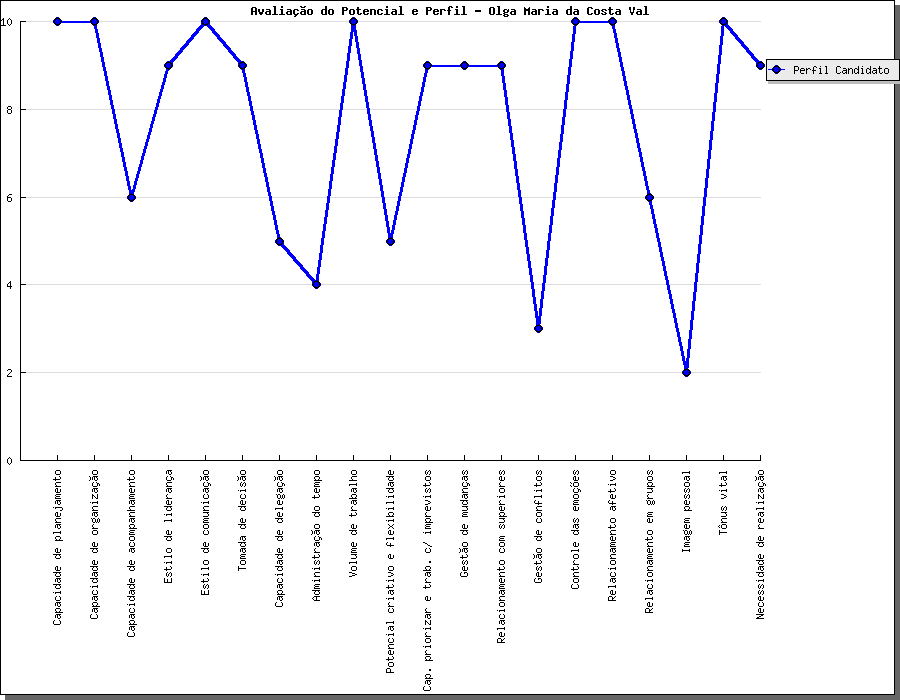 Avaliação do Potencial e Perfil - Olga Maria da Costa Val
10
8
6
4
2
0
Perfil Candidato
Capacidade de planejamento
Capacidade de organização
Capacidade de acompanhamento
Estilo de liderança
Estilo de comunicação
Tomada de decisão
Capacidade de delegação
Administração do tempo
Volume de trabalho
Potencial criativo e flexibilidade
Cap. priorizar e trab. c/ imprevistos
Gestão de mudanças
Relacionamento com superiores
Gestão de conflitos
Controle das emoções
Relacionamento afetivo
Relacionamento em grupos
Imagem pessoal
Tônus vital
Necessidade de realização